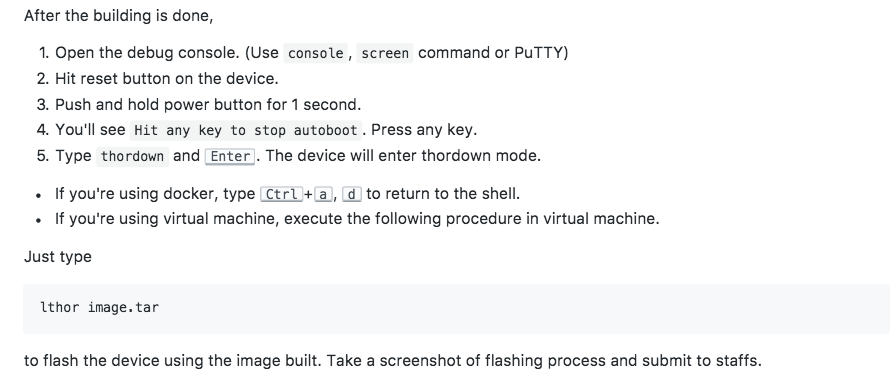 After the building is done,
1. Open the debug console. (Use console, screen command or PuTTY)
2. Hit reset button on the device.
3. Push and hold power button for 1 second.
4. You'll see Hit any key to stop autoboot. Press any key.
5. Type thordown and Enter. The device will enter thordown mode.
• If you're using docker, type Ctrl+a, d to return to the shell.
• If you're using virtual machine, execute the following procedure in virtual machine.
Just type
lthor image.tar
to flash the device using the image built. Take a screenshot of flashing process and submit to staffs.